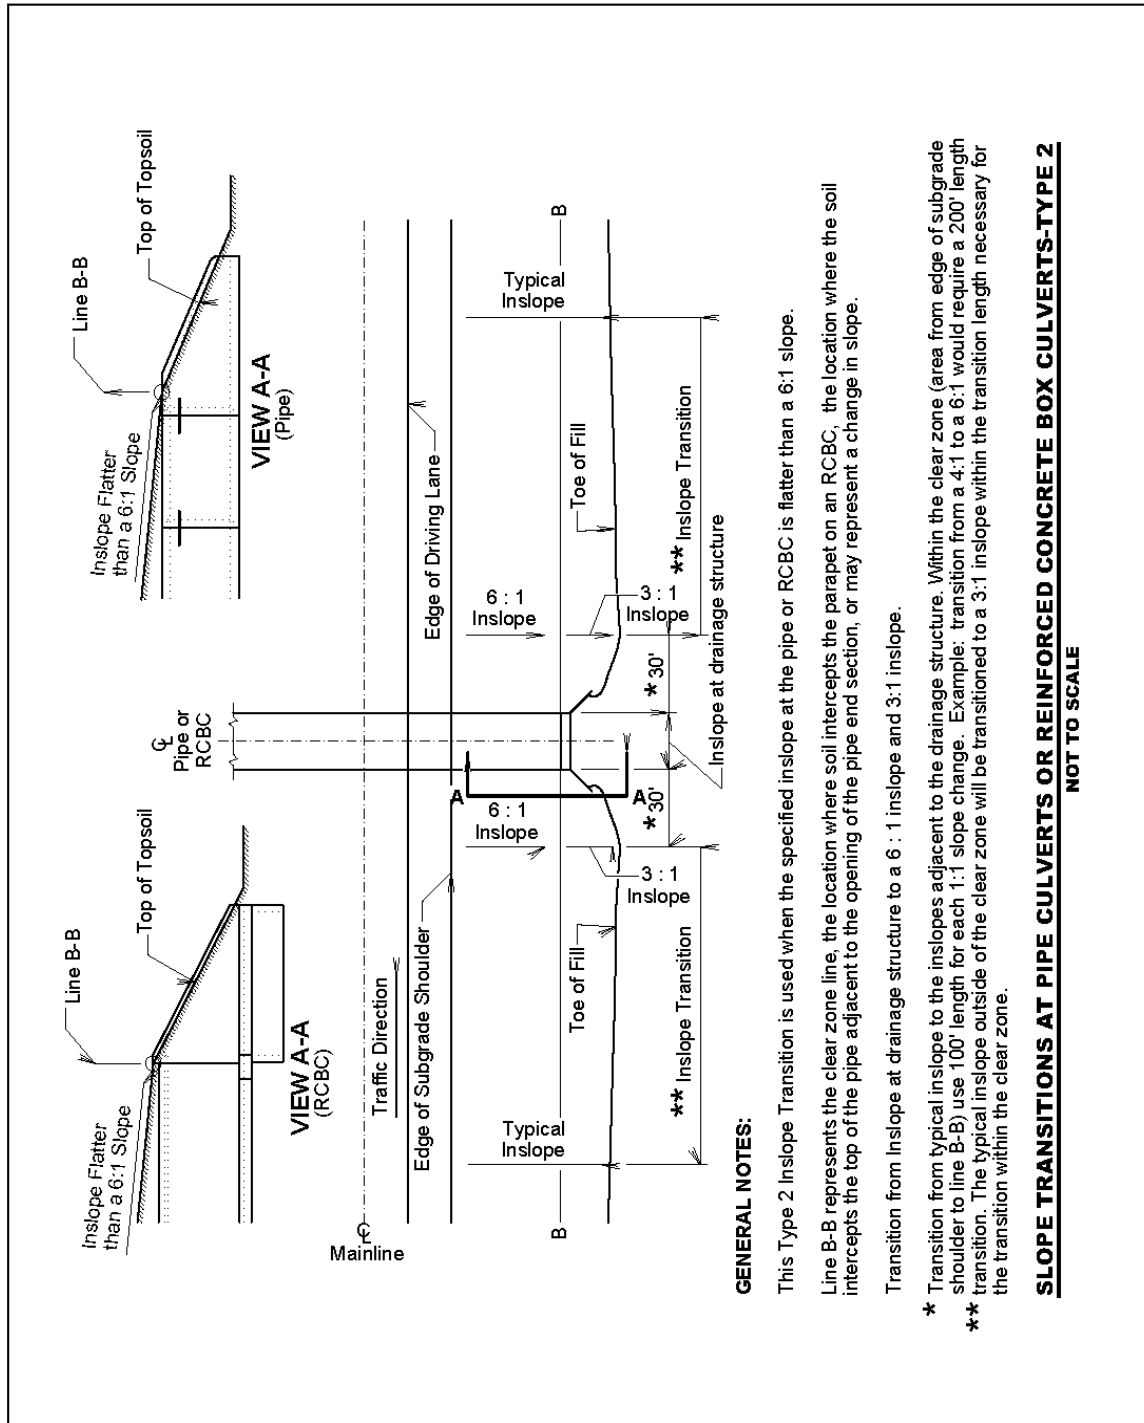 Line B-B
Inslope Flatter
than a 6:1 Slope
Top of Topsoil
VIEW A-A
(RCBC)
Line B-B
Inslope Flatter
than a 6:1 Slope
Top of Topsoil
VIEW A-A
(Pipe)
℄
Pipe or
RCBC
℄
Mainline
Traffic Direction
Edge of Driving Lane
Edge of Subgrade Shoulder
A
A
6 : 1
Inslope
6 : 1
Inslope
Typical
Inslope
Typical
Inslope
B
B
3 : 1
Inslope
3 : 1
Inslope
Toe of Fill
Toe of Fill
** Inslope Transition
* 30'
* 30'
** Inslope Transition
Inslope at drainage structure
GENERAL NOTES:
This Type 2 Inslope Transition is used when the specified inslope at the pipe or RCBC is flatter than a 6:1 slope.
Line B-B represents the clear zone line, the location where soil intercepts the parapet on an RCBC, the location where the soil
intercepts the top of the pipe adjacent to the opening of the pipe end section, or may represent a change in slope.
* Transition from Inslope at drainage structure to a 6 : 1 inslope and 3:1 inslope.
** Transition from typical inslope to the inslopes adjacent to the drainage structure. Within the clear zone (area from edge of subgrade
shoulder to line B-B) use 100' length for each 1:1 slope change. Example: transition from a 4:1 to a 6:1 would require a 200' length
transition. The typical inslope outside of the clear zone will be transitioned to a 3:1 inslope within the transition length necessary for
the transition within the clear zone.
SLOPE TRANSITIONS AT PIPE CULVERTS OR REINFORCED CONCRETE BOX CULVERTS-TYPE 2
NOT TO SCALE